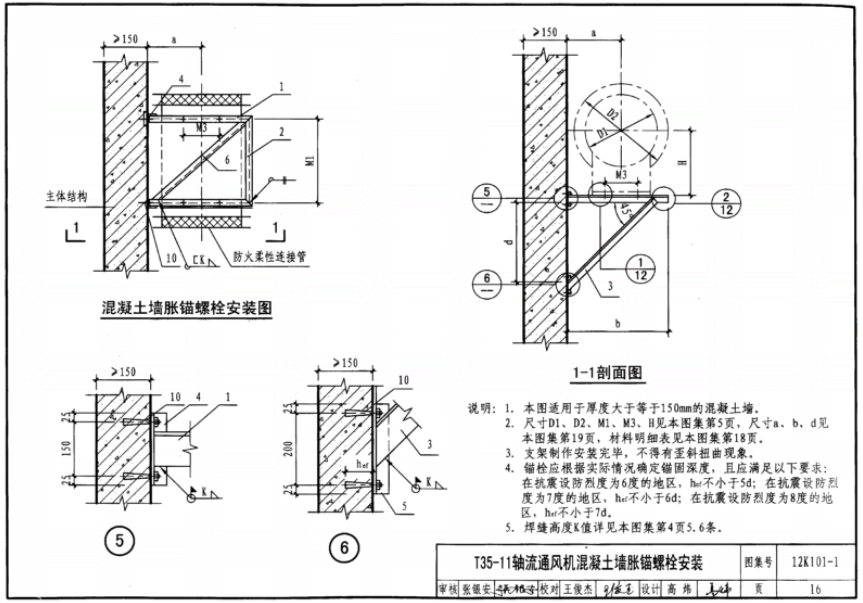 ≥150
a
4
1
M3
2
6
M1
主体结构
1
1
10
K
防火柔性连接管
混凝土墙胀锚螺栓安装图
≥150
a
D2
D1
H
M3
5
2
12
45°
d
1
12
6
3
b
1-1剖面图
≥150
10
4
1
25
150
25
K
5
≥150
10
25
200
25
3
hef
K
5
6
说明：1. 本图适用于厚度大于等于150mm的混凝土墙。
2. 尺寸D1、D2、M1、M3、H见本图集第5页，尺寸a、b、d见
本图集第19页，材料明细表见本图集第18页。
3. 支架制作安装完毕，不得有歪斜扭曲现象。
4. 锚栓应根据实际情况确定锚固深度，且应满足以下要求：
在抗震设防烈度为6度的地区，hef不小于5d；在抗震设防烈
度为7度的地区，hef不小于6d；在抗震设防烈度为8度的地
区，hef不小于7d。
5. 焊缝高度K值详见本图集第4页5.6条。
T35-11轴流通风机混凝土墙胀锚螺栓安装 图集号 12K101-1
审核 张银安 校对 王俊杰 设计 高炜 页 16